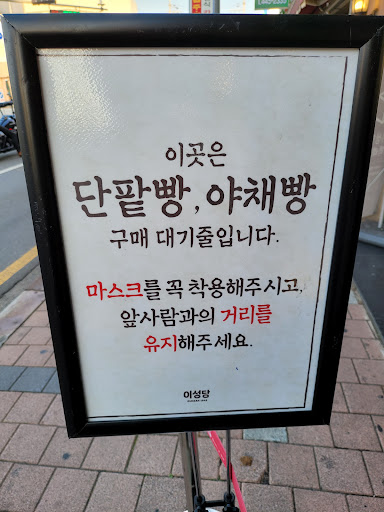 이곳은
단팥빵, 야채빵
구매 대기줄입니다.
마스크를 꼭 착용해주시고,
앞사람과의 거리를
유지해주세요.
이성당